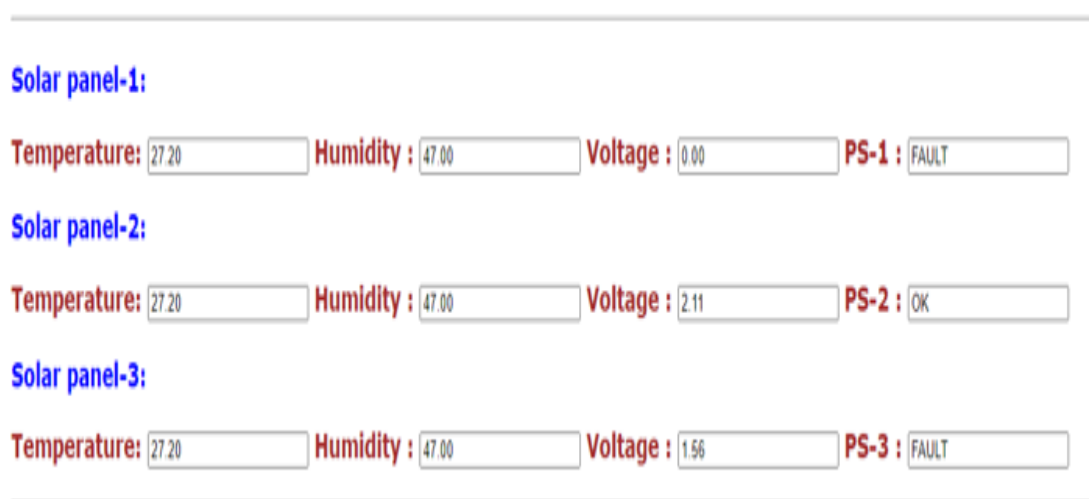 Solar panel-1:
Temperature: 27.20 Humidity : 47.00 Voltage : 0.00 PS-1 : FAULT
Solar panel-2:
Temperature: 27.20 Humidity : 47.00 Voltage : 2.11 PS-2 : OK
Solar panel-3:
Temperature: 27.20 Humidity : 47.00 Voltage : 1.56 PS-3 : FAULT